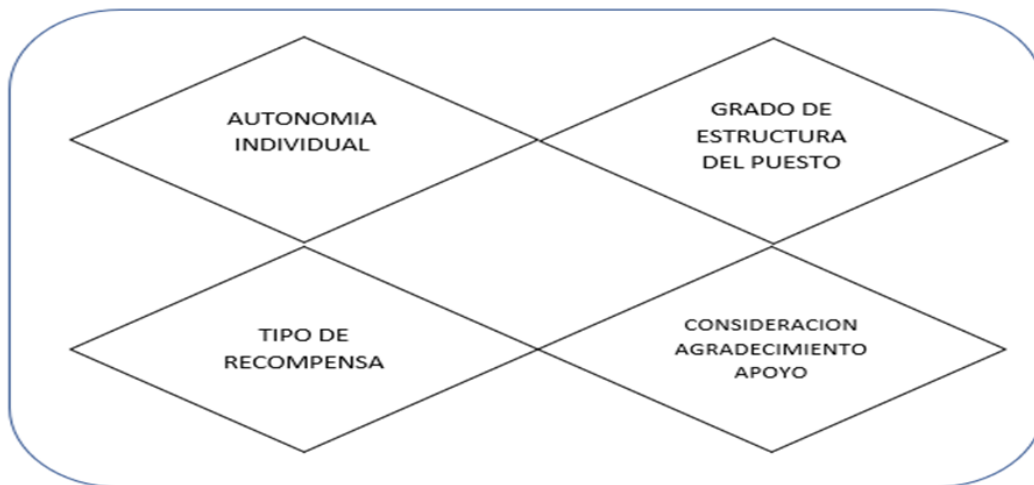 AUTONOMIA
INDIVIDUAL
GRADO DE
ESTRUCTURA
DEL PUESTO
TIPO DE
RECOMPENSA
CONSIDERACION
AGRADECIMIENTO
APOYO